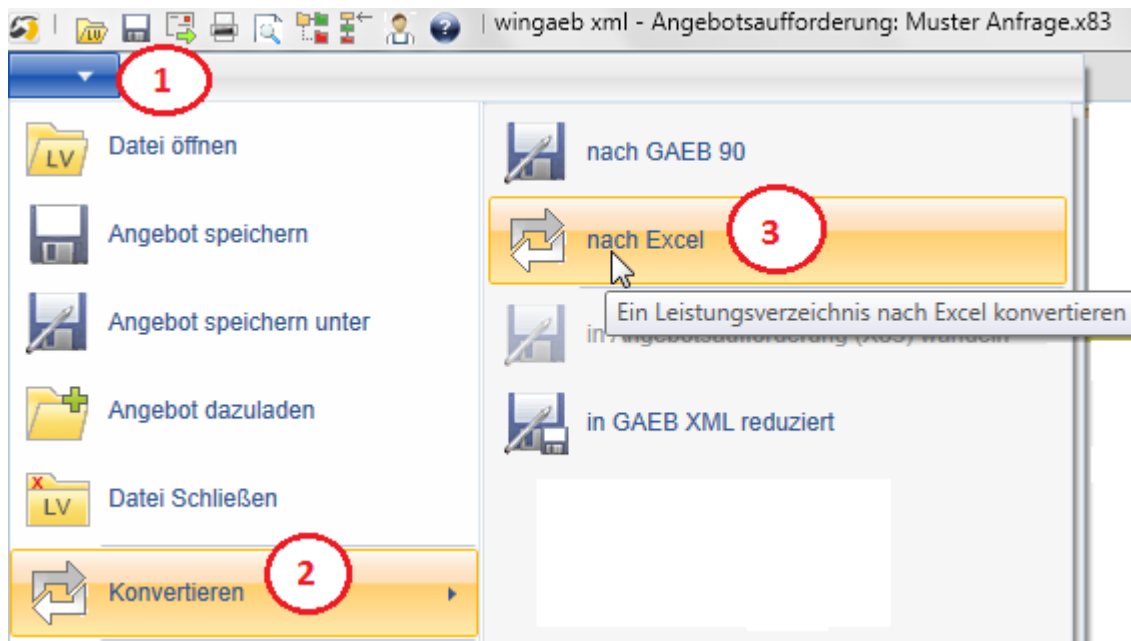 | wingaeb xml - Angebotsaufforderung: Muster Anfrage.x83
1
LV
Datei öffnen
Angebot speichern
Angebot speichern unter
Angebot dazuladen
LV
Datei Schließen
2
Konvertieren
nach GAEB 90
nach Excel
3
Ein Leistungsverzeichnis nach Excel konvertieren
in GAEB XML reduziert